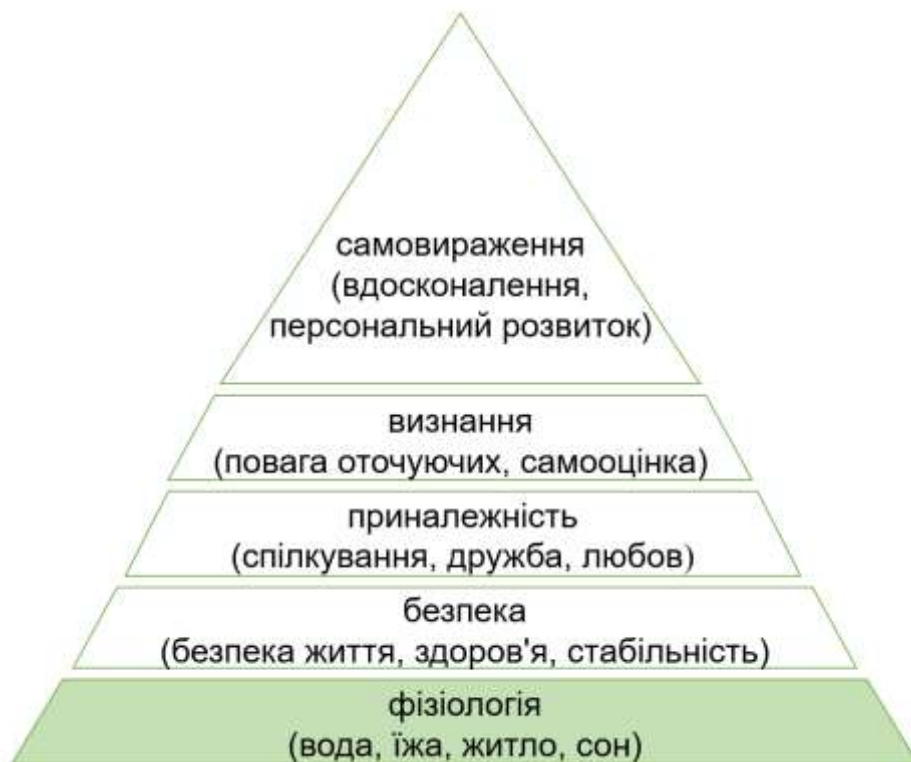 самовираження
(вдосконалення,
персональний розвиток)
визнання
(повага оточуючих, самооцінка)
приналежність
(спілкування, дружба, любов)
безпека
(безпека життя, здоров'я, стабільність)
фізіологія
(вода, їжа, житло, сон)